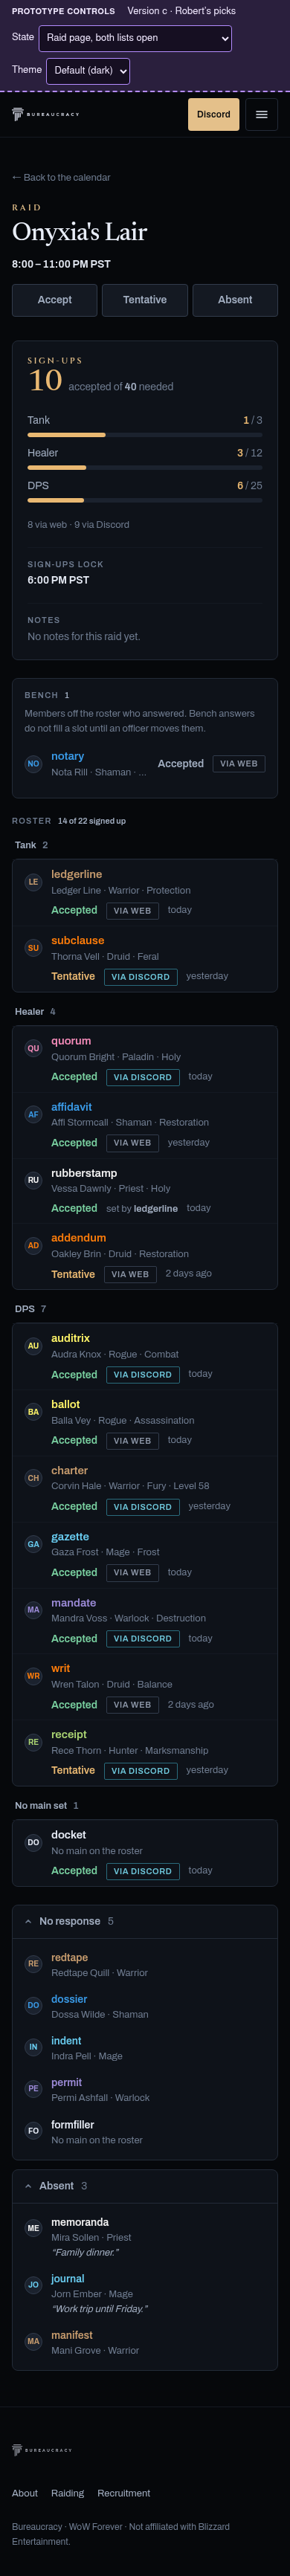 PROTOTYPE CONTROLS Version c · Robert's picks
State Raid page, both lists open
Theme Default (dark)
BUREAUCRACY Discord
← Back to the calendar
RAID
Onyxia's Lair
8:00 – 11:00 PM PST
Accept Tentative Absent
SIGN-UPS
10 accepted of 40 needed
Tank 1 / 3
Healer 3 / 12
DPS 6 / 25
8 via web · 9 via Discord
SIGN-UPS LOCK
6:00 PM PST
NOTES
No notes for this raid yet.
BENCH 1
Members off the roster who answered. Bench answers
do not fill a slot until an officer moves them.
NO notary
Nota Rill · Shaman · ... Accepted VIA WEB
ROSTER 14 of 22 signed up
Tank 2
LE ledgerline
Ledger Line · Warrior · Protection
Accepted VIA WEB today
SU subclause
Thorna Vell · Druid · Feral
Tentative VIA DISCORD yesterday
Healer 4
QU quorum
Quorum Bright · Paladin · Holy
Accepted VIA DISCORD today
AF affidavit
Affi Stormcall · Shaman · Restoration
Accepted VIA WEB yesterday
RU rubberstamp
Vessa Dawnly · Priest · Holy
Accepted set by ledgerline today
AD addendum
Oakley Brin · Druid · Restoration
Tentative VIA WEB 2 days ago
DPS 7
AU auditrix
Audra Knox · Rogue · Combat
Accepted VIA DISCORD today
BA ballot
Balla Vey · Rogue · Assassination
Accepted VIA WEB today
CH charter
Corvin Hale · Warrior · Fury · Level 58
Accepted VIA DISCORD yesterday
GA gazette
Gaza Frost · Mage · Frost
Accepted VIA WEB today
MA mandate
Mandra Voss · Warlock · Destruction
Accepted VIA DISCORD today
WR writ
Wren Talon · Druid · Balance
Accepted VIA WEB 2 days ago
RE receipt
Rece Thorn · Hunter · Marksmanship
Tentative VIA DISCORD yesterday
No main set 1
DO docket
No main on the roster
Accepted VIA DISCORD today
No response 5
RE redtape
Redtape Quill · Warrior
DO dossier
Dossa Wilde · Shaman
IN indent
Indra Pell · Mage
PE permit
Permi Ashfall · Warlock
FO formfiller
No main on the roster
Absent 3
ME memoranda
Mira Sollen · Priest
"Family dinner."
JO journal
Jorn Ember · Mage
"Work trip until Friday."
MA manifest
Mani Grove · Warrior
BUREAUCRACY
About Raiding Recruitment
Bureaucracy · WoW Forever · Not affiliated with Blizzard
Entertainment.